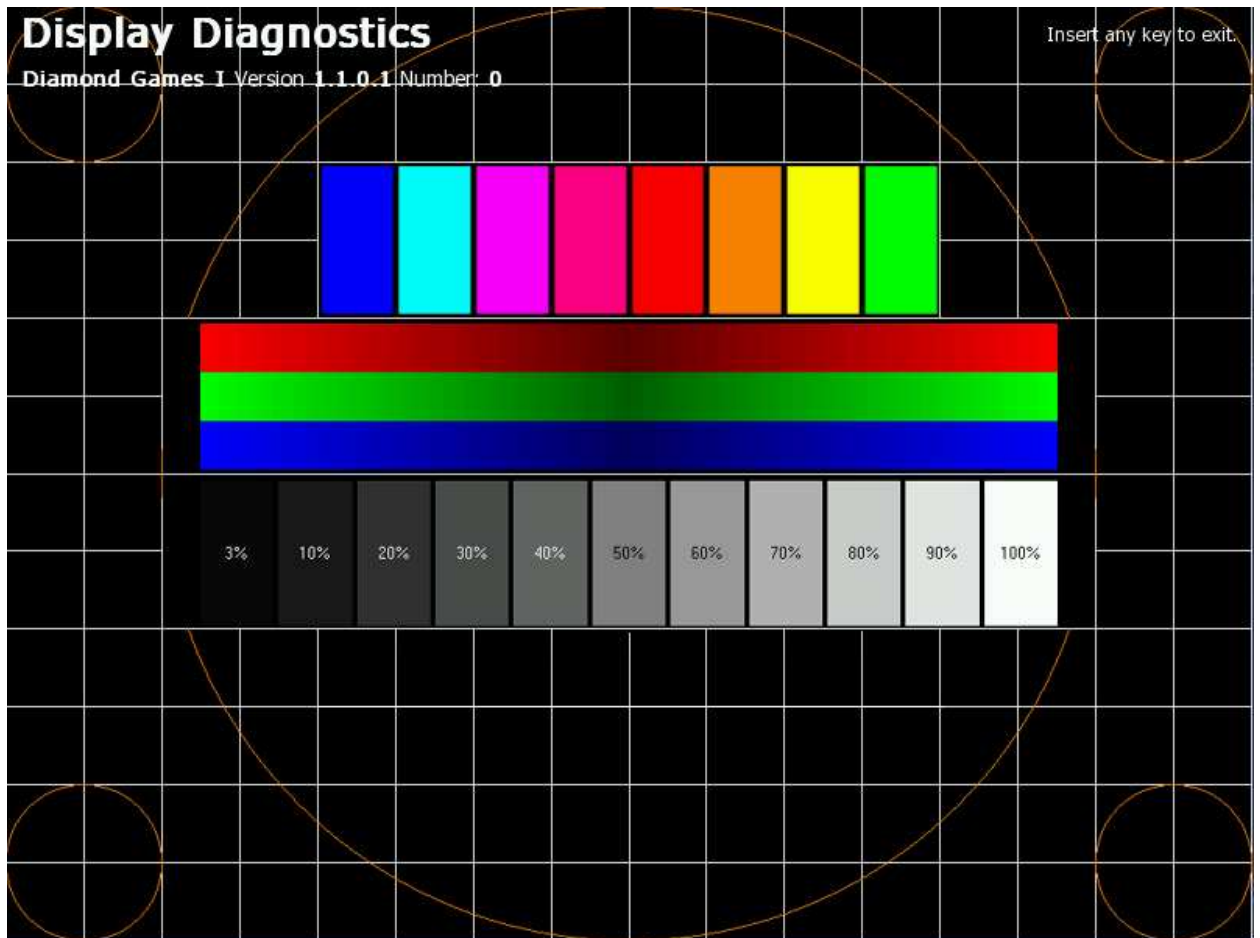 Display Diagnostics
Insert any key to exit.
Diamond Games I Version 1.1.0.1 Number: 0
3% 10% 20% 30% 40% 50% 60% 70% 80% 90% 100%